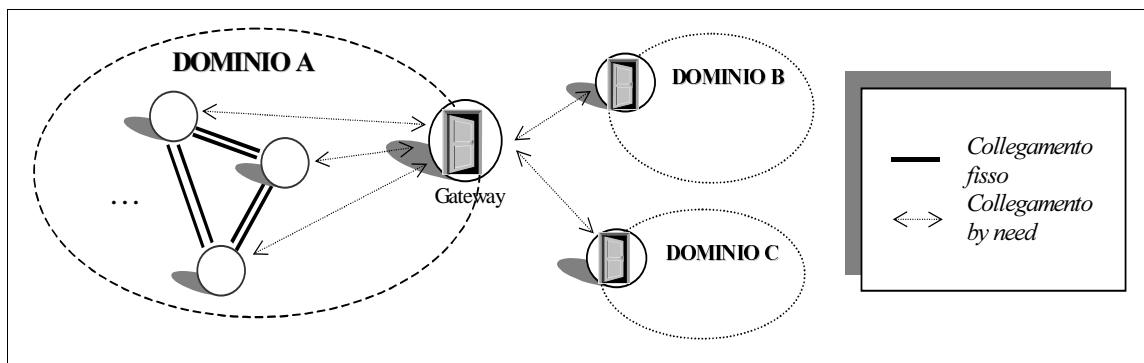 DOMINIO A
DOMINIO B
Gateway
...
DOMINIO C
Collegamento
fisso
Collegamento
by need